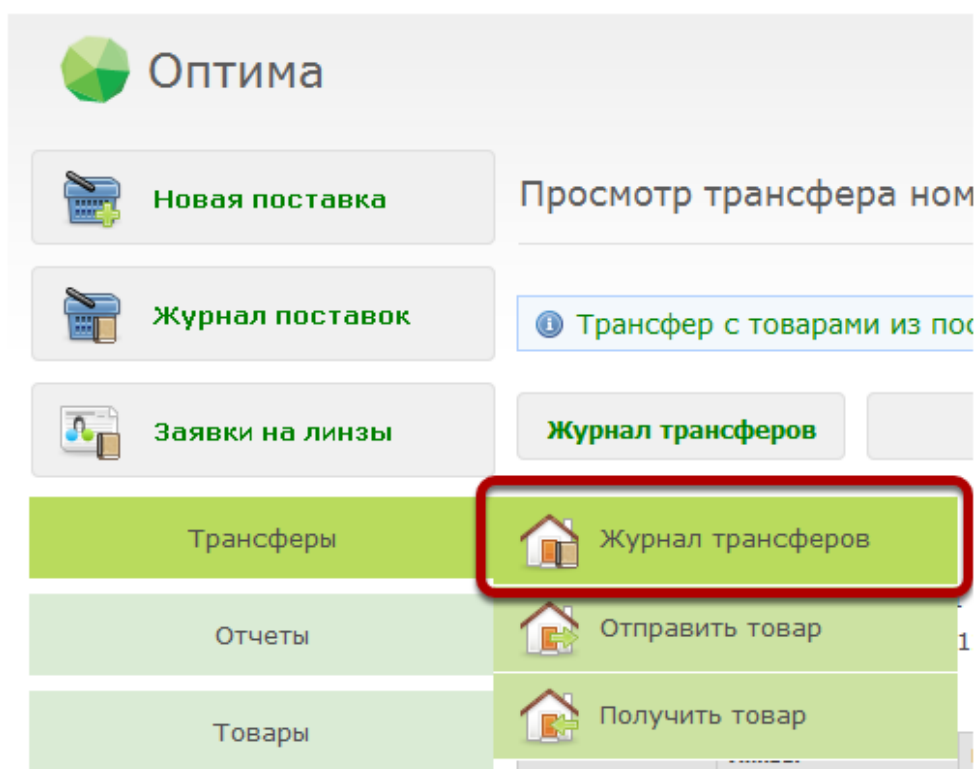 Оптима
Новая поставка
Просмотр трансфера ном
Журнал поставок
Трансфер с товарами из пос
Заявки на линзы
Журнал трансферов
Трансферы
Журнал трансферов
Отчеты
Отправить товар
1
Товары
Получить товар